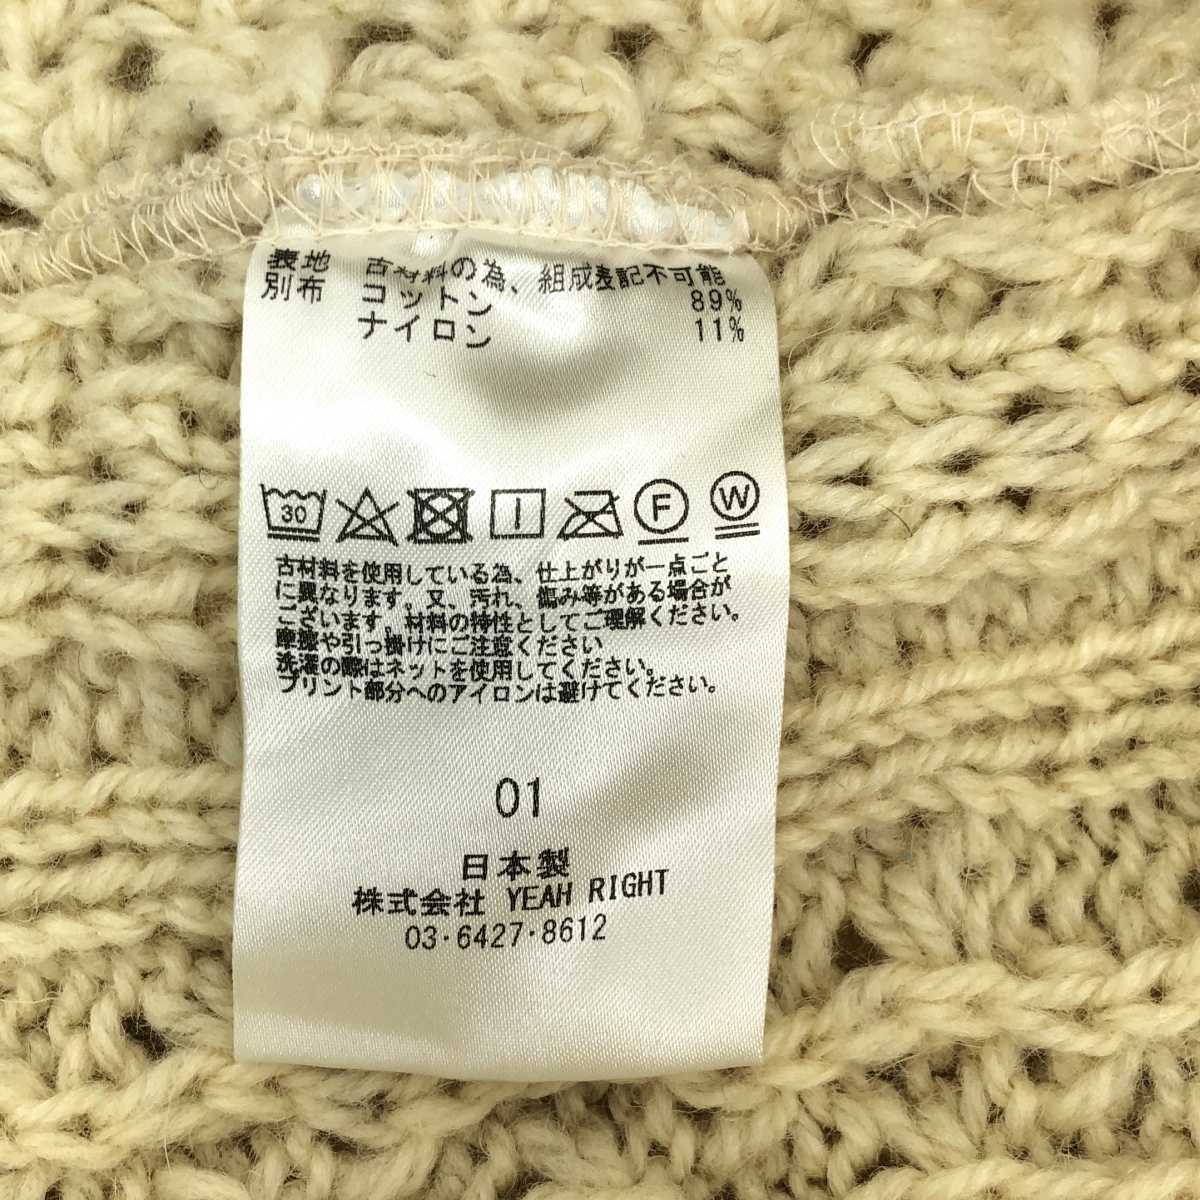 表地 古材料の為、組成表記不可能
別布 コットン 89%
ナイロン 11%
30 F W
古材料を使用している為、仕上がりが一点ごと
に異なります。又、汚れ、傷み等がある場合が
ございます。材料の特性としてご理解ください。
摩擦や引っ掛けにご注意ください
洗濯の際はネットを使用してください。
プリント部分へのアイロンは避けてください。
01
日本製
株式会社 YEAH RIGHT
03・6427・8612